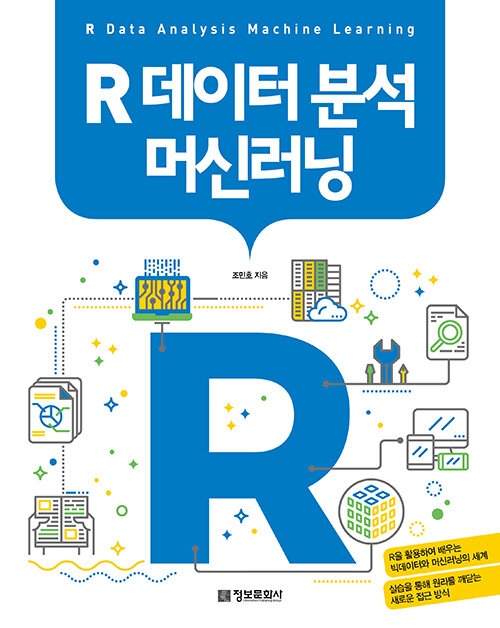 R Data Analysis Machine Learning
R 데이터 분석
머신러닝
조민호 지음
R
R을 활용하여 배우는
빅데이터와 머신러닝의 세계
실습을 통해 원리를 깨닫는
새로운 접근 방식
정보문화사